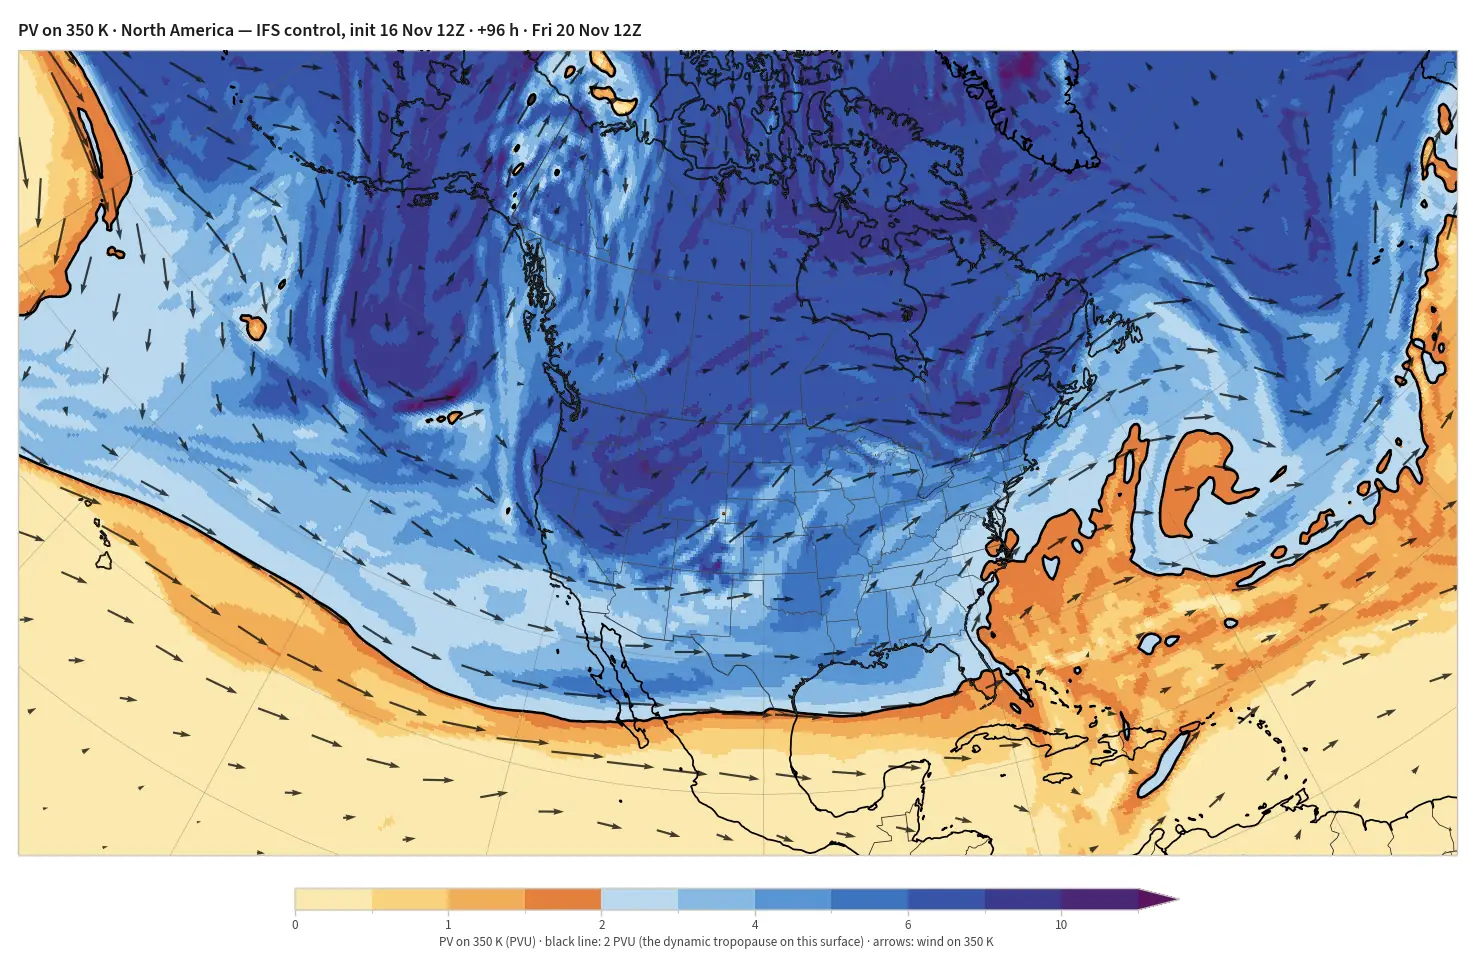 PV on 350 K · North America — IFS control, init 16 Nov 12Z · +96 h · Fri 20 Nov 12Z
0 1 2 4 6 10
PV on 350 K (PVU) · black line: 2 PVU (the dynamic tropopause on this surface) · arrows: wind on 350 K